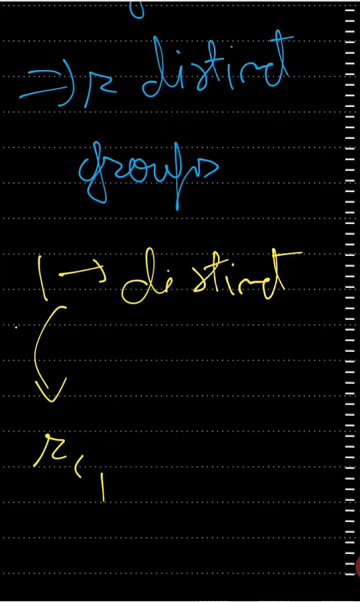 ⇒ r distinct
groups
1 → distinct
r
C
1